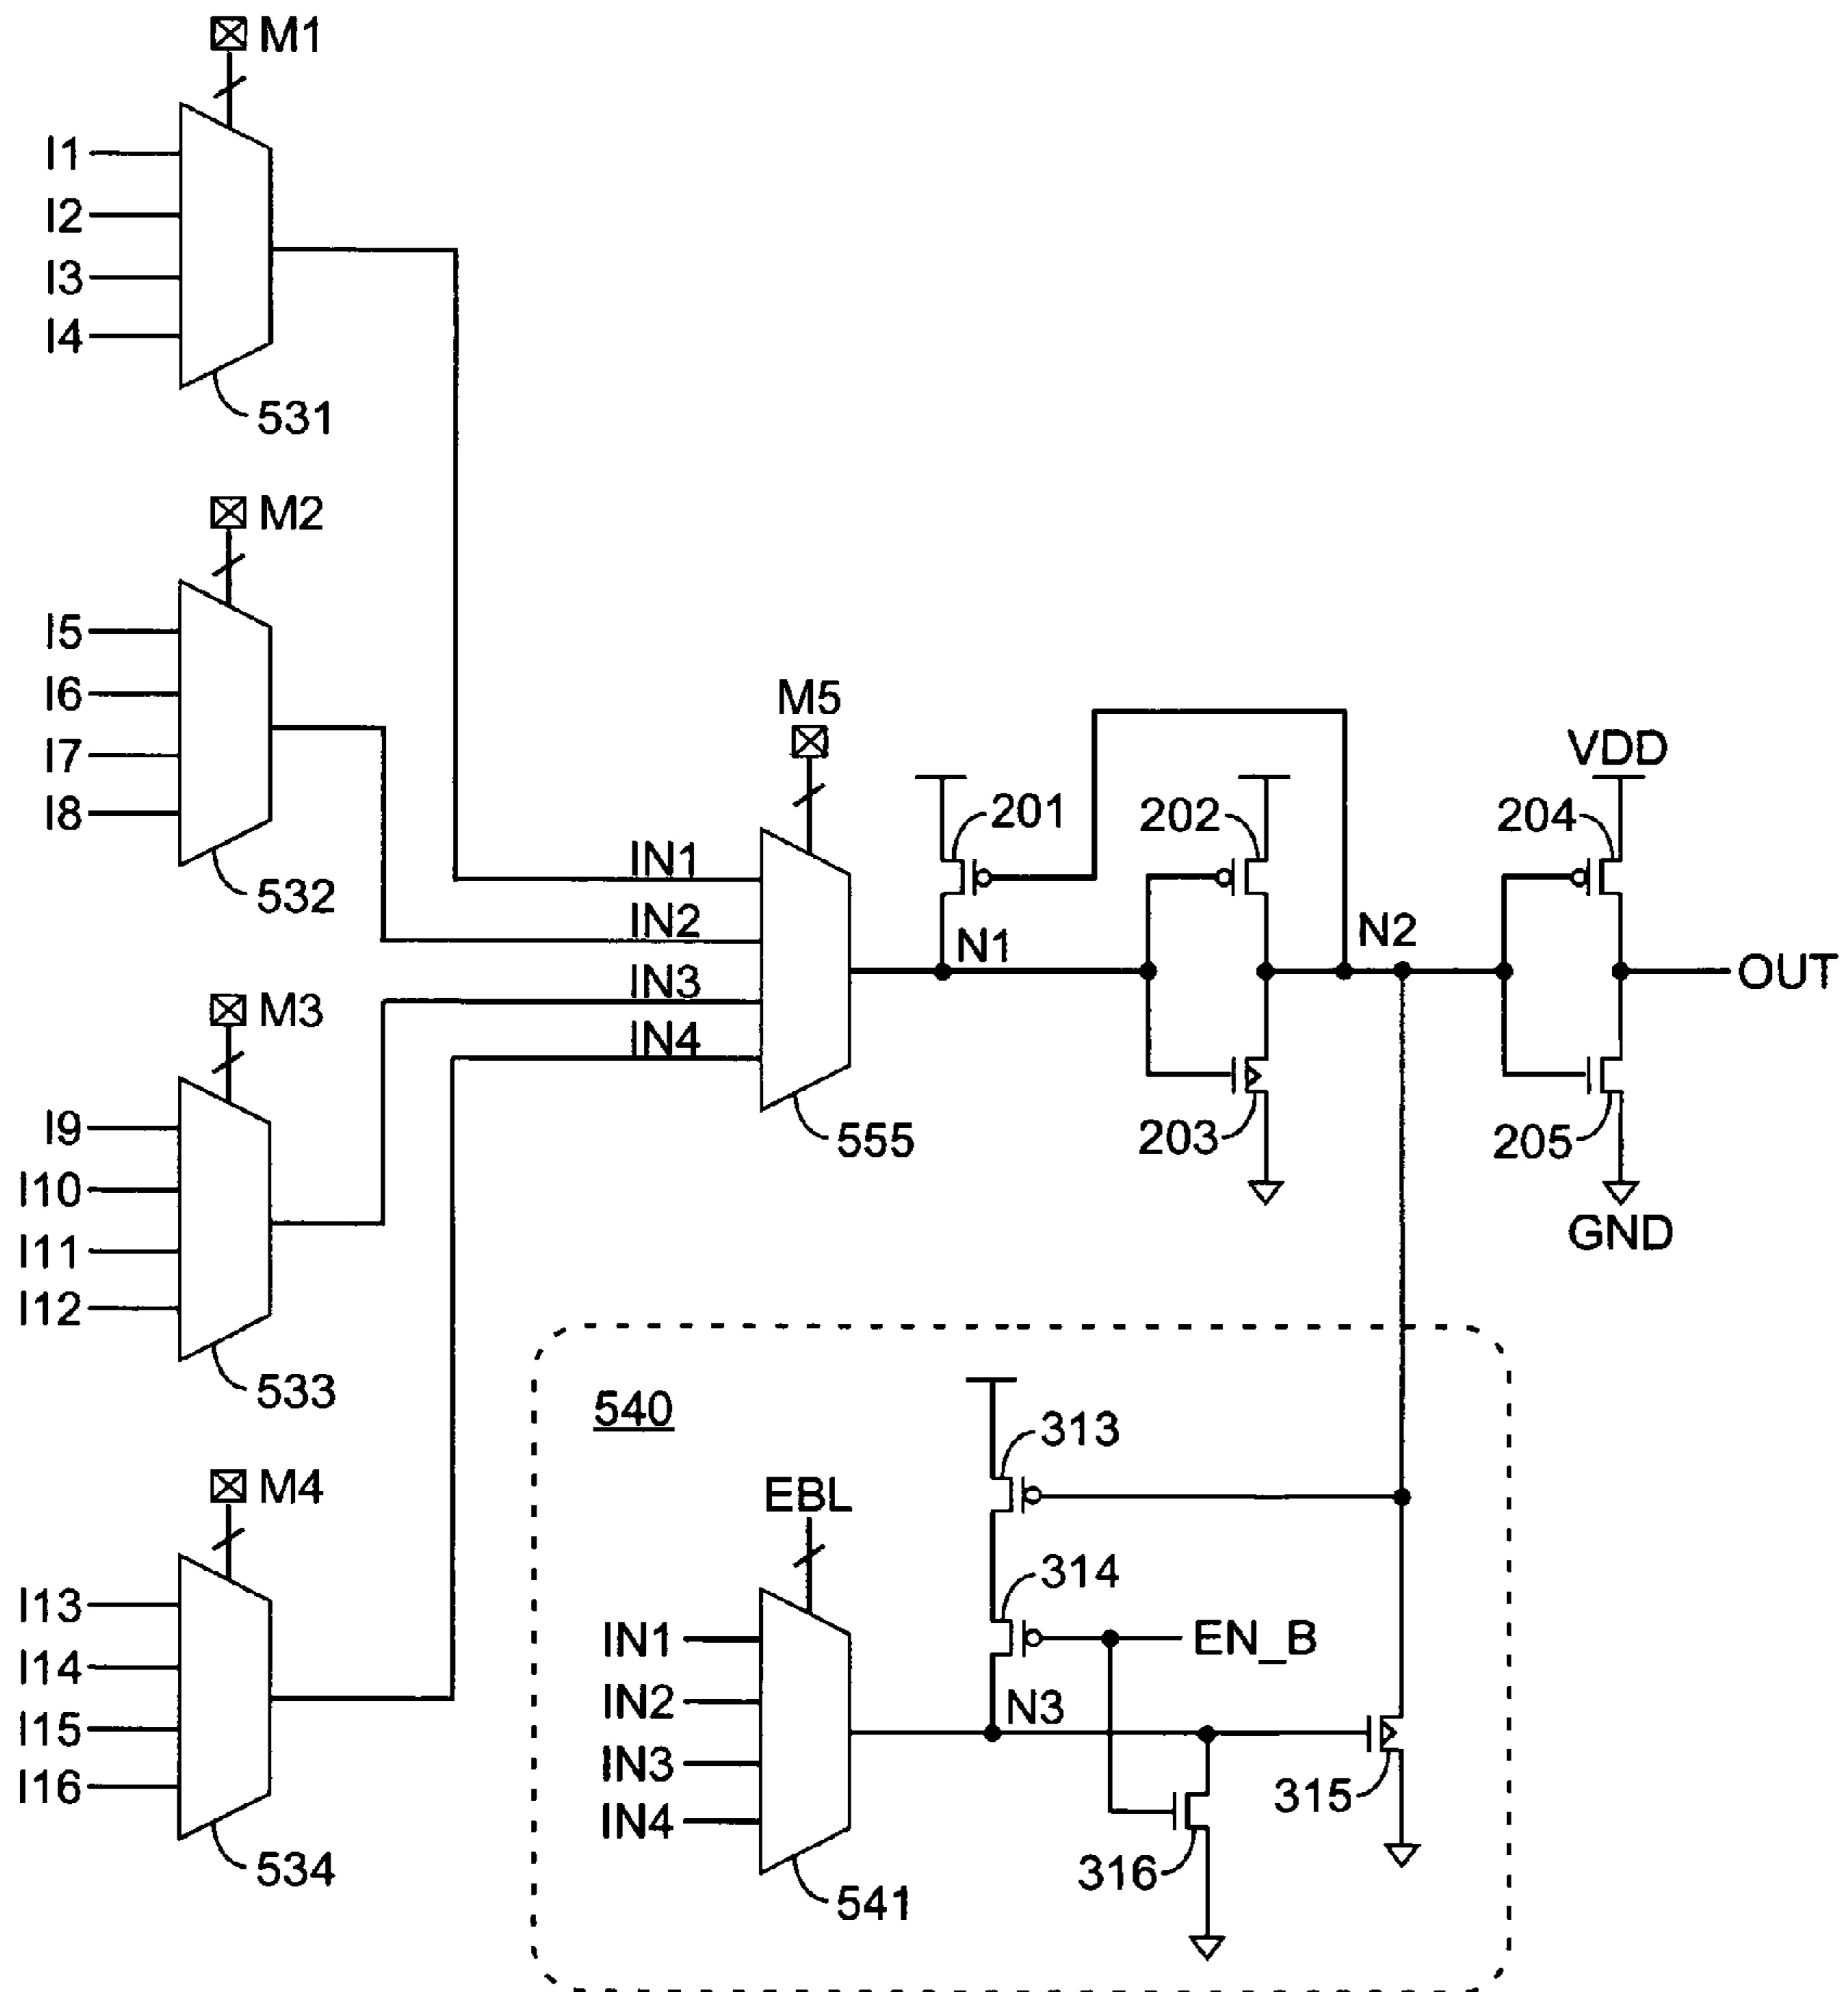 M1
I1
I2
I3
I4
531
M2
I5
I6
I7
I8
532
M3
I9
I10
I11
I12
533
M4
I13
I14
I15
I16
534
M5
IN1
IN2
IN3
IN4
555
201
N1
202
203
N2
VDD
204
OUT
205
GND
540
313
EBL
314
IN1
IN2
IN3
IN4
541
EN_B
N3
315
316